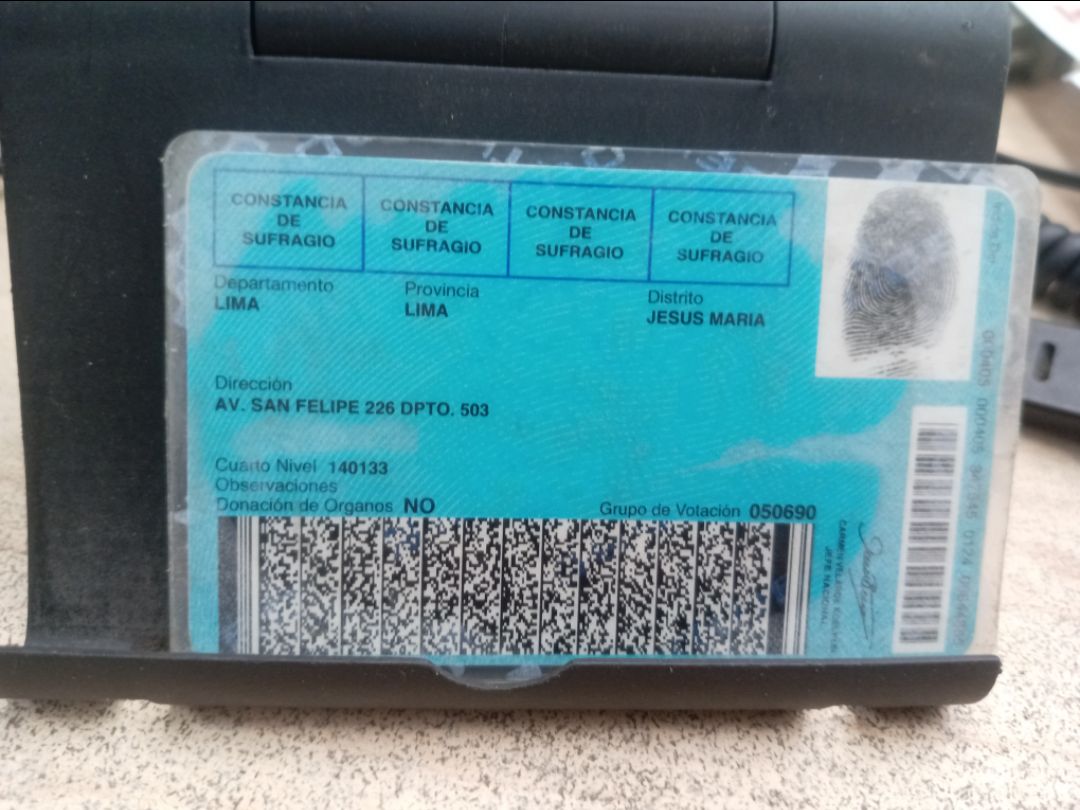 CONSTANCIA DE SUFRAGIO
CONSTANCIA DE SUFRAGIO
CONSTANCIA DE SUFRAGIO
CONSTANCIA DE SUFRAGIO
Departamento
LIMA
Provincia
LIMA
Distrito
JESUS MARIA
Dirección
AV. SAN FELIPE 226 DPTO. 503
Cuarto Nivel 140133
Observaciones
Donación de Organos NO
Grupo de Votación 050690
JEFE NACIONAL